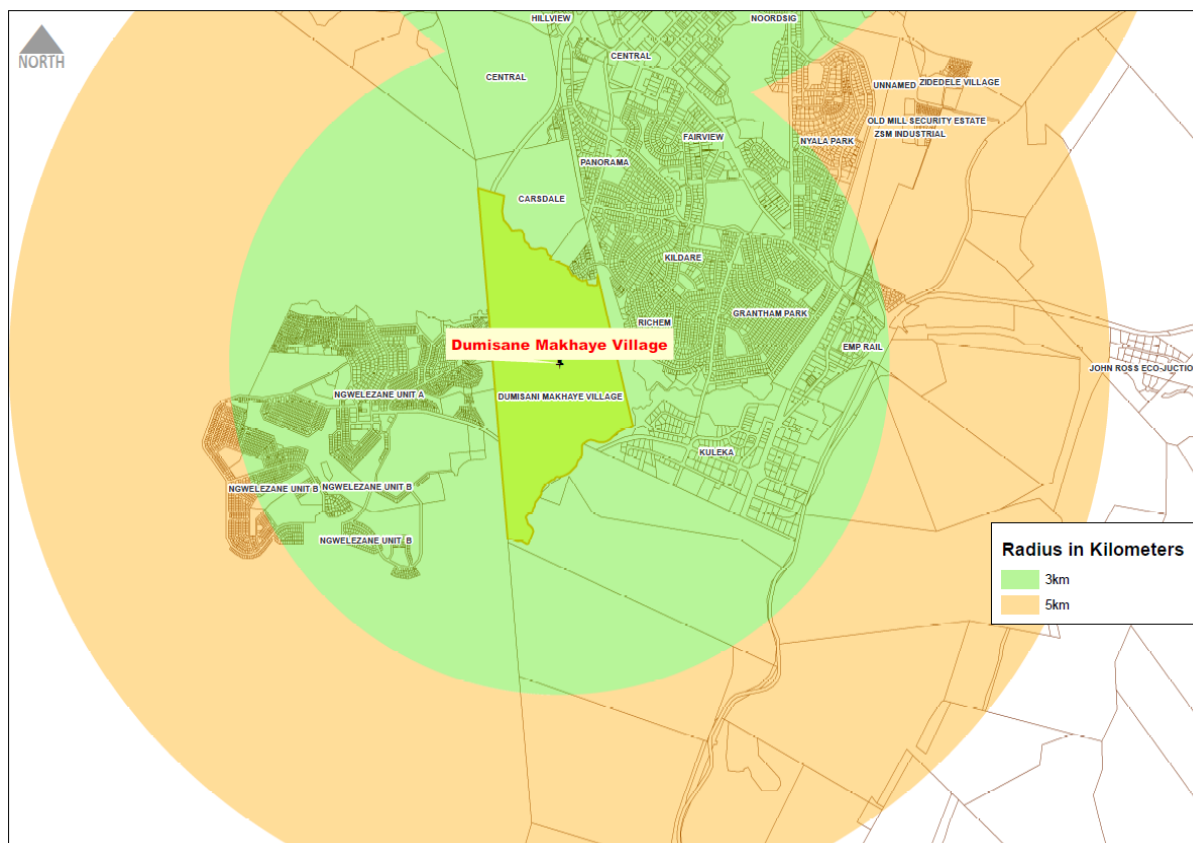 NORTH
HILLVIEW
NOORDSIG
CENTRAL
CENTRAL
UNNAMED
ZIDEDELE VILLAGE
OLD MILL SECURITY ESTATE
ZSM INDUSTRIAL
FAIRVIEW
NYALA PARK
PANORAMA
CARSDALE
KILDARE
GRANTHAM PARK
RICHEM
Dumisane Makhaye Village
EMP RAIL
JOHN ROSS ECO-JUCTIO
NGWELEZANE UNIT A
DUMISANI MAKHAYE VILLAGE
KULEKA
NGWELEZANE UNIT B
NGWELEZANE UNIT B
NGWELEZANE UNIT B
Radius in Kilometers
3km
5km